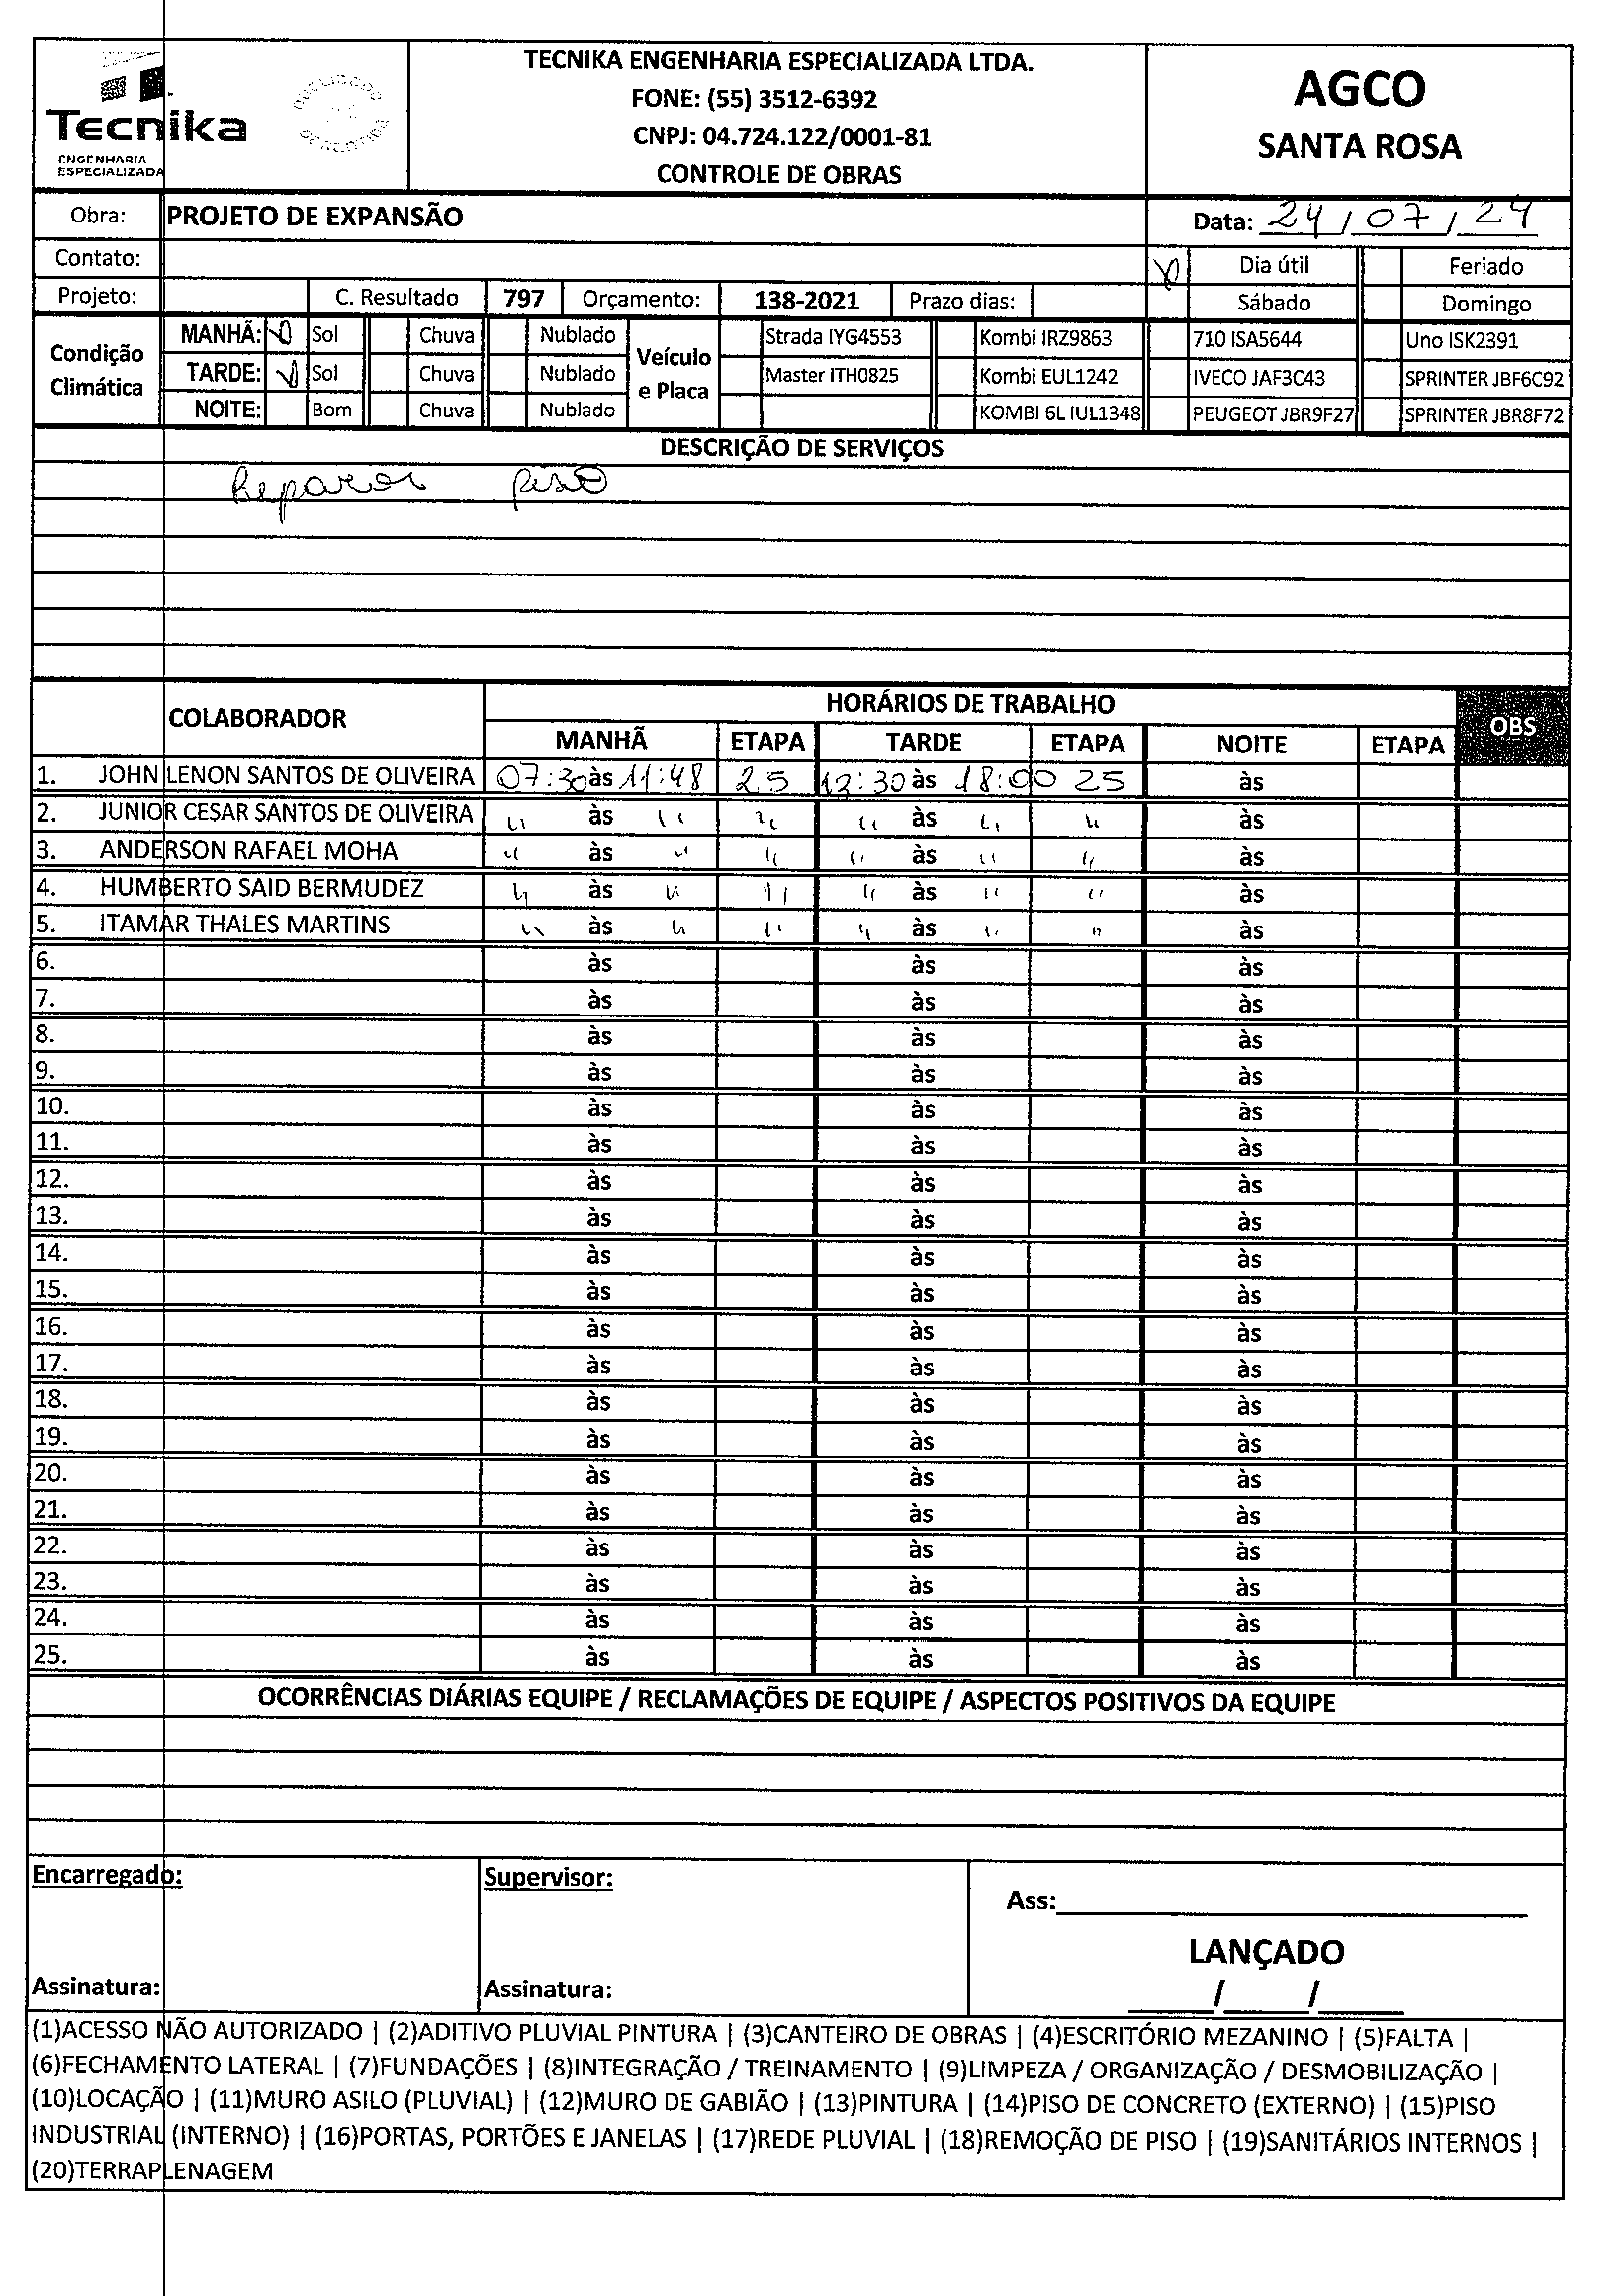 Tecnika
ENGENHARIA
ESPECIALIZADA
TECNIKA ENGENHARIA ESPECIALIZADA LTDA.
FONE: (55) 3512-6392
CNPJ: 04.724.122/0001-81
CONTROLE DE OBRAS
AGCO
SANTA ROSA
Obra: PROJETO DE EXPANSÃO Data: 24/07/24
Contato: Dia útil Feriado
Projeto: C. Resultado 797 Orçamento: 138-2021 Prazo dias: Sábado Domingo
Condição Climática
MANHÃ: Sol Chuva Nublado
TARDE: Sol Chuva Nublado
NOITE: Bom Chuva Nublado
Veículo e Placa
Strada IYG4553 Kombi IRZ9863 710 ISA5644 Uno ISK2391
Master ITH0825 Kombi EUL1242 IVECO JAF3C43 SPRINTER JBF6C92
KOMBI 6L IUL1348 PEUGEOT JBR9F27 SPRINTER JBR8F72
DESCRIÇÃO DE SERVIÇOS
Reparos piso
COLABORADOR HORÁRIOS DE TRABALHO OBS
MANHÃ ETAPA TARDE ETAPA NOITE ETAPA
1. JOHN LENON SANTOS DE OLIVEIRA 07:30 às 11:48 25 13:30 às 18:00 25 às
2. JUNIOR CESAR SANTOS DE OLIVEIRA " às " " " às " " às
3. ANDERSON RAFAEL MOHA " às " " " às " " às
4. HUMBERTO SAID BERMUDEZ " às " " " às " " às
5. ITAMAR THALES MARTINS " às " " " às " " às
6. às às às
7. às às às
8. às às às
9. às às às
10. às às às
11. às às às
12. às às às
13. às às às
14. às às às
15. às às às
16. às às às
17. às às às
18. às às às
19. às às às
20. às às às
21. às às às
22. às às às
23. às às às
24. às às às
25. às às às
OCORRÊNCIAS DIÁRIAS EQUIPE / RECLAMAÇÕES DE EQUIPE / ASPECTOS POSITIVOS DA EQUIPE
Encarregado: Supervisor:
Ass:
LANÇADO
Assinatura: Assinatura: / /
(1)ACESSO NÃO AUTORIZADO | (2)ADITIVO PLUVIAL PINTURA | (3)CANTEIRO DE OBRAS | (4)ESCRITÓRIO MEZANINO | (5)FALTA |
(6)FECHAMENTO LATERAL | (7)FUNDAÇÕES | (8)INTEGRAÇÃO / TREINAMENTO | (9)LIMPEZA / ORGANIZAÇÃO / DESMOBILIZAÇÃO |
(10)LOCAÇÃO | (11)MURO ASILO (PLUVIAL) | (12)MURO DE GABIÃO | (13)PINTURA | (14)PISO DE CONCRETO (EXTERNO) | (15)PISO
INDUSTRIAL (INTERNO) | (16)PORTAS, PORTÕES E JANELAS | (17)REDE PLUVIAL | (18)REMOÇÃO DE PISO | (19)SANITÁRIOS INTERNOS |
(20)TERRAPLENAGEM